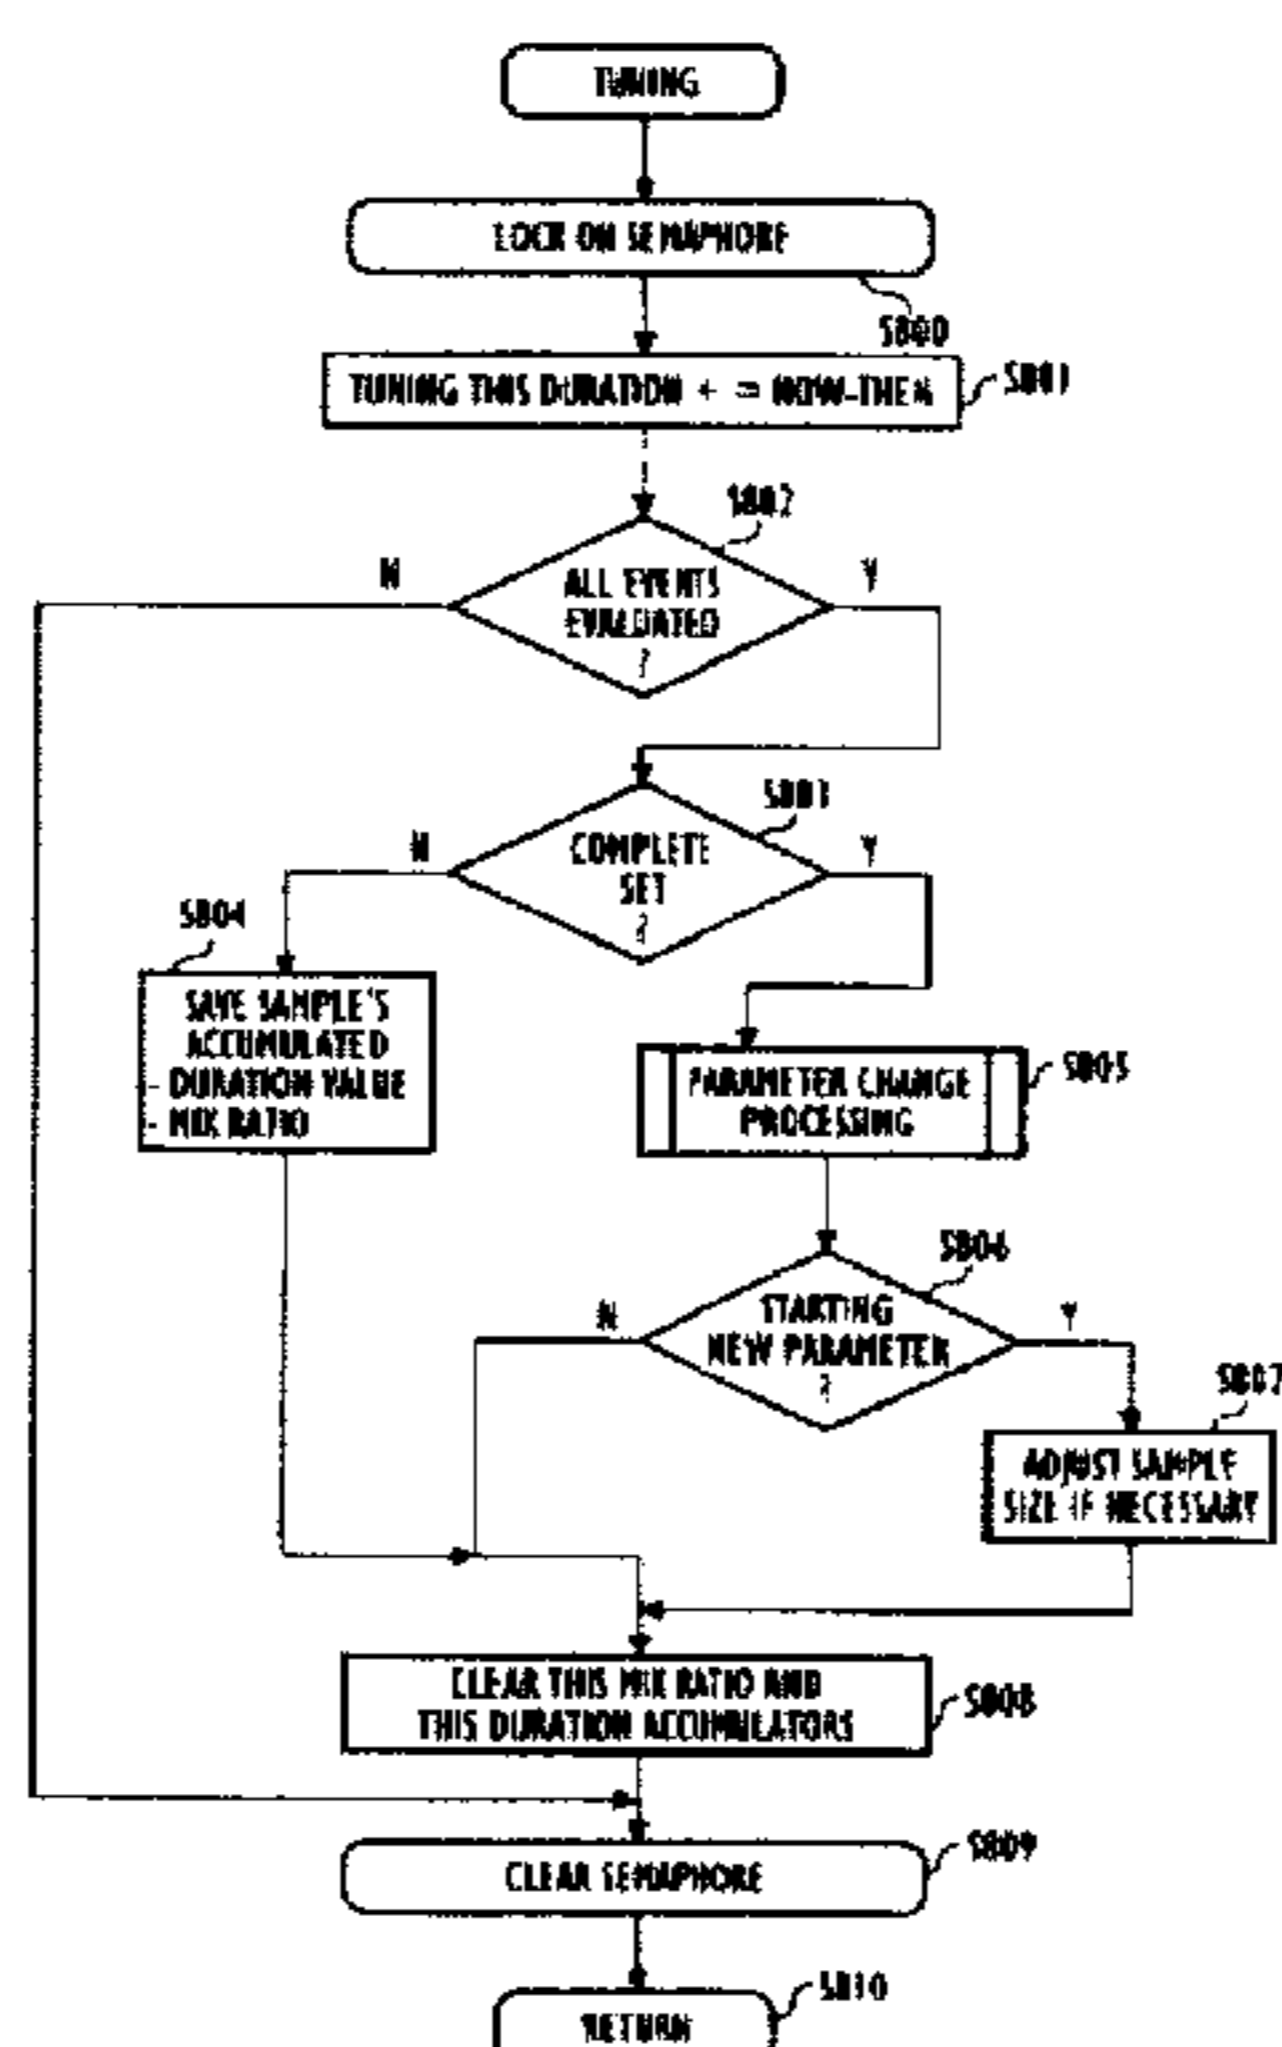 TUNING
LOCK ON SEMAPHORE
S800
TUNING THIS DURATION + = NOW-THEN
S801
S802
N
Y
ALL EVENTS
EVALUATED
?
S803
N
Y
COMPLETE
SET
?
S804
SAVE SAMPLE'S
ACCUMULATED
- DURATION VALUE
- MIX RATIO
PARAMETER CHANGE
PROCESSING
S805
S806
N
Y
STARTING
NEW PARAMETER
?
S807
ADJUST SAMPLE
SIZE IF NECESSARY
CLEAR THIS MIX RATIO AND
THIS DURATION ACCUMULATORS
S808
CLEAR SEMAPHORE
S809
S810
RETURN